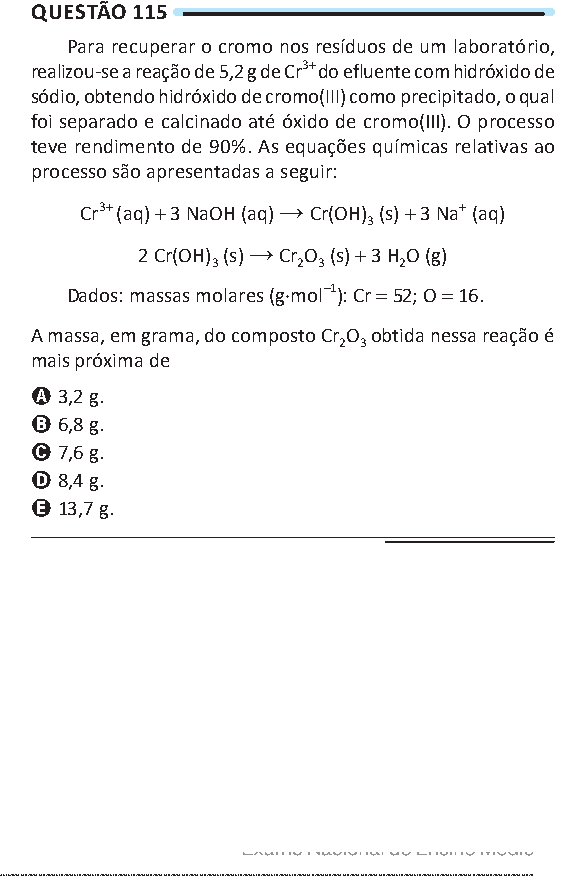 QUESTÃO 115
Para recuperar o cromo nos resíduos de um laboratório,
realizou-se a reação de 5,2 g de Cr³⁺ do efluente com hidróxido de
sódio, obtendo hidróxido de cromo(III) como precipitado, o qual
foi separado e calcinado até óxido de cromo(III). O processo
teve rendimento de 90%. As equações químicas relativas ao
processo são apresentadas a seguir:
Cr³⁺ (aq) + 3 NaOH (aq) → Cr(OH)₃ (s) + 3 Na⁺ (aq)
2 Cr(OH)₃ (s) → Cr₂O₃ (s) + 3 H₂O (g)
Dados: massas molares (g·mol⁻¹): Cr = 52; O = 16.
A massa, em grama, do composto Cr₂O₃ obtida nessa reação é
mais próxima de
A 3,2 g.
B 6,8 g.
C 7,6 g.
D 8,4 g.
E 13,7 g.
Exame Nacional do Ensino Médio